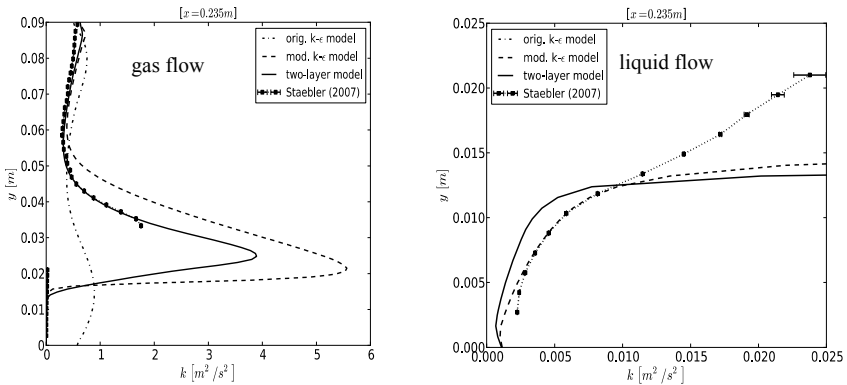 [x=0.235m]
gas flow
orig. k-ϵ model
mod. k-ϵ model
two-layer model
Staebler (2007)
0.09
0.08
0.07
0.06
0.05
0.04
0.03
0.02
0.01
0
y [m]
0 1 2 3 4 5 6
k [m²/s²]
[x=0.235m]
liquid flow
orig. k-ϵ model
mod. k-ϵ model
two-layer model
Staebler (2007)
0.025
0.020
0.015
0.010
0.005
0.000
y [m]
0.000 0.005 0.010 0.015 0.020 0.025
k [m²/s²]